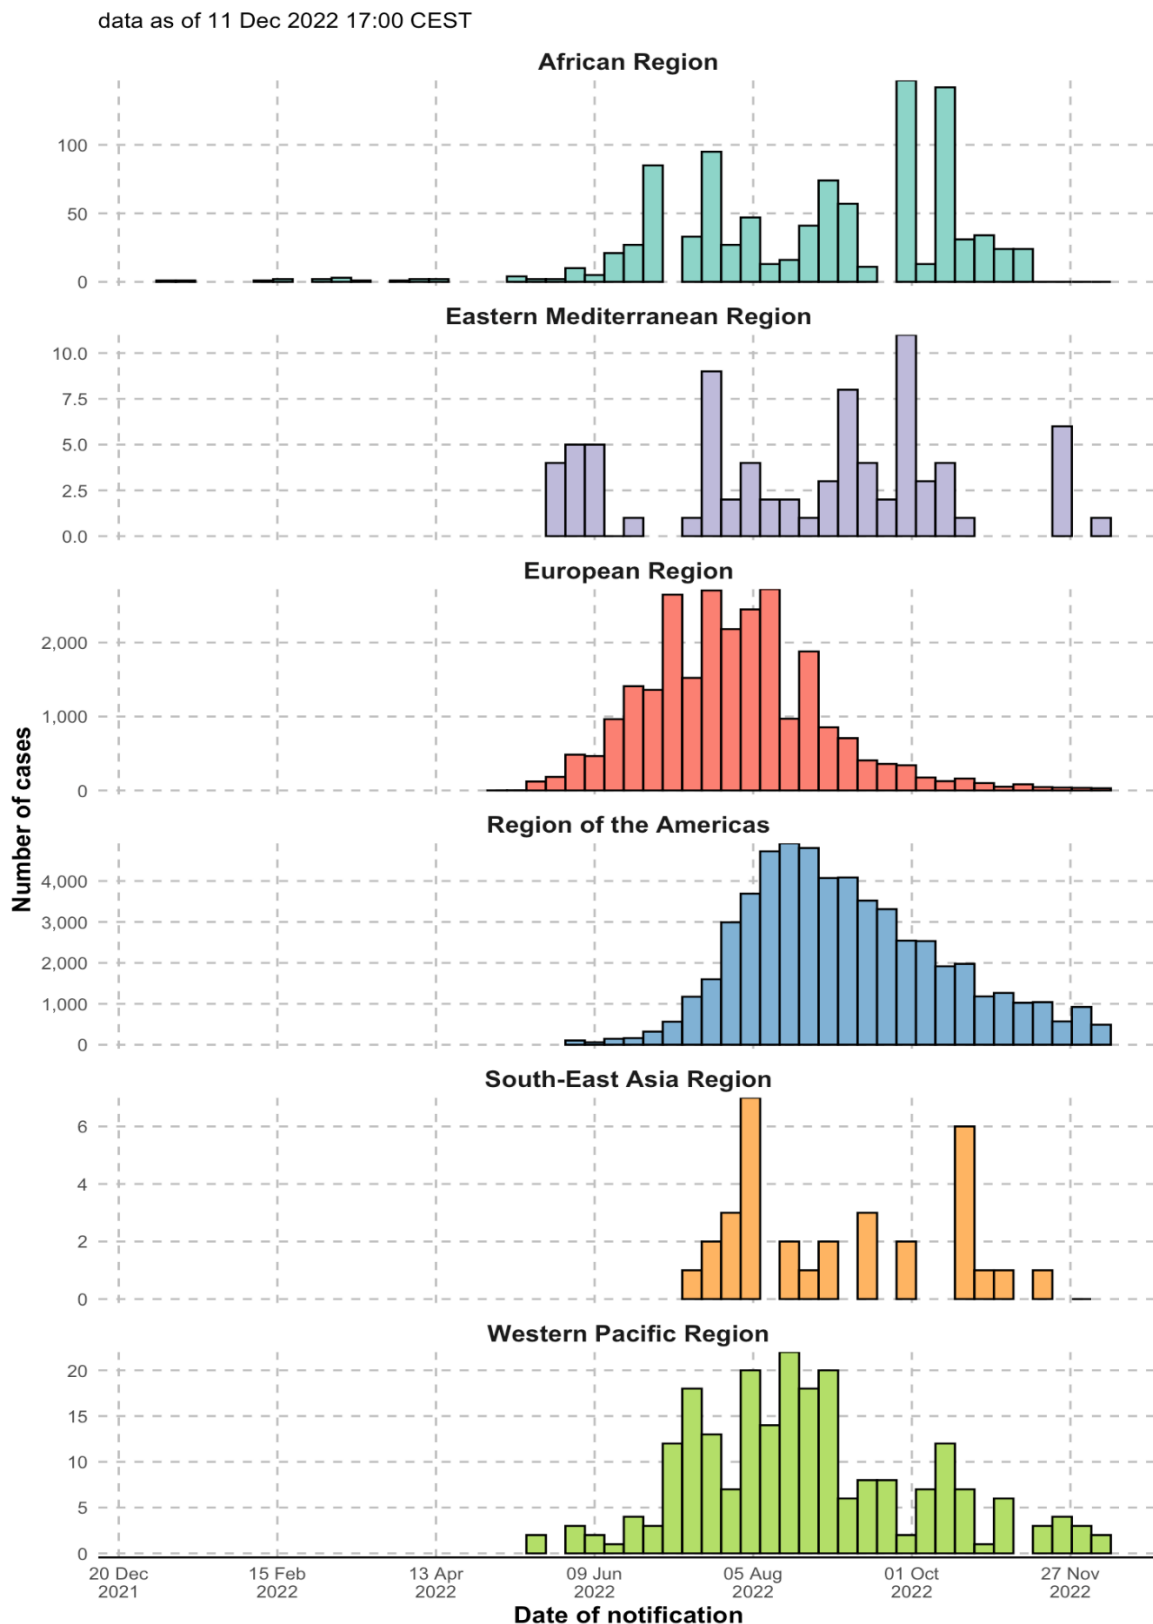 data as of 11 Dec 2022 17:00 CEST
African Region
100
50
0
Eastern Mediterranean Region
10.0
7.5
5.0
2.5
0.0
European Region
2,000
1,000
0
Region of the Americas
4,000
3,000
2,000
1,000
0
South-East Asia Region
6
4
2
0
Western Pacific Region
20
15
10
5
0
Number of cases
20 Dec 15 Feb 13 Apr 09 Jun 05 Aug 01 Oct 27 Nov
2021 2022 2022 2022 2022 2022 2022
Date of notification